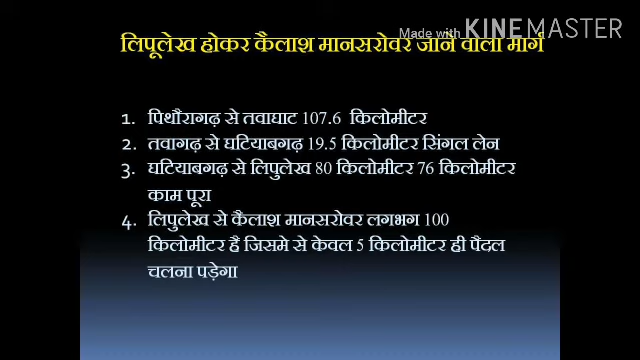 Made with KINEMASTER
लिपूलेख होकर कैलाश मानसरोवर जाने वाला मार्ग
1. पिथौरागढ़ से तवाघाट 107.6 किलोमीटर
2. तवागढ़ से घटियाबगढ़ 19.5 किलोमीटर सिंगल लेन
3. घटियाबगढ़ से लिपुलेख 80 किलोमीटर 76 किलोमीटर
काम पूरा
4. लिपुलेख से कैलाश मानसरोवर लगभग 100
किलोमीटर है जिसमे से केवल 5 किलोमीटर ही पैदल
चलना पड़ेगा